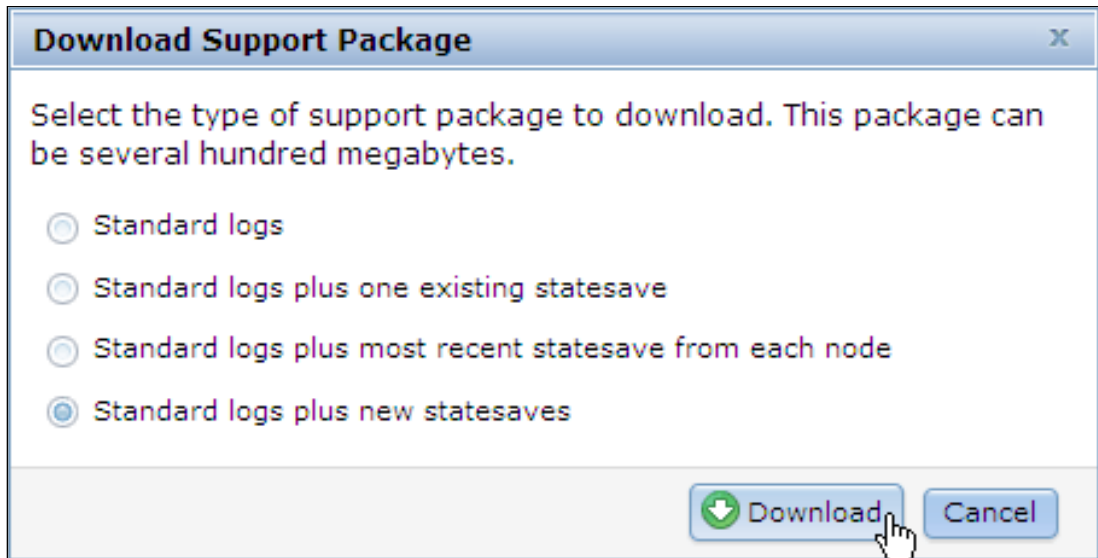 Download Support Package
x
Select the type of support package to download. This package can
be several hundred megabytes.
Standard logs
Standard logs plus one existing statesave
Standard logs plus most recent statesave from each node
Standard logs plus new statesaves
Download
Cancel